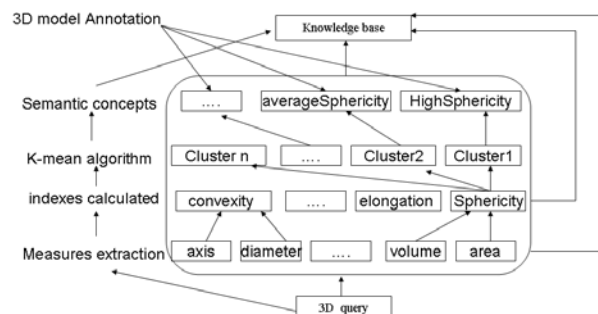 3D model Annotation
Knowledge base
Semantic concepts
.... averageSphericity HighSphericity
K-mean algorithm
Cluster n .... Cluster2 Cluster1
indexes calculated
convexity .... elongation Sphericity
Measures extraction
axis diameter .... volume area
3D query